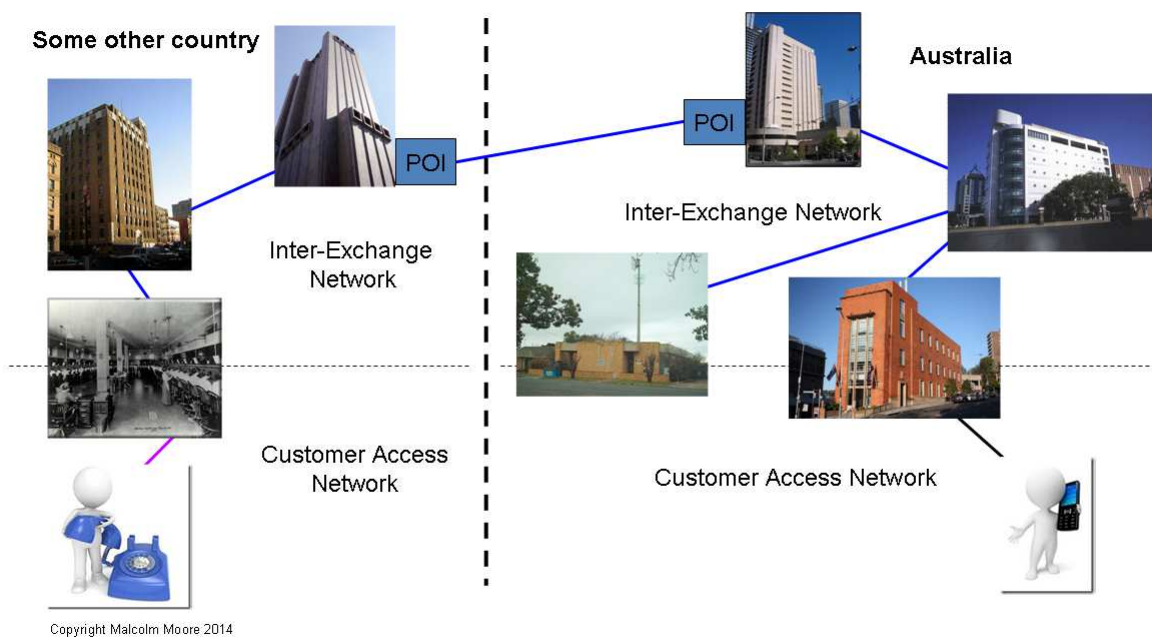 Some other country
Australia
POI
POI
Inter-Exchange Network
Inter-Exchange
Network
Customer Access
Network
Customer Access Network
Copyright Malcolm Moore 2014